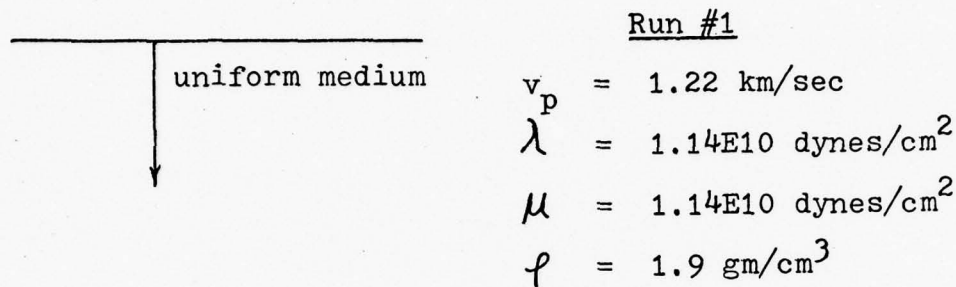 Run #1
uniform medium
v_p = 1.22 km/sec
λ = 1.14E10 dynes/cm²
μ = 1.14E10 dynes/cm²
ρ = 1.9 gm/cm³